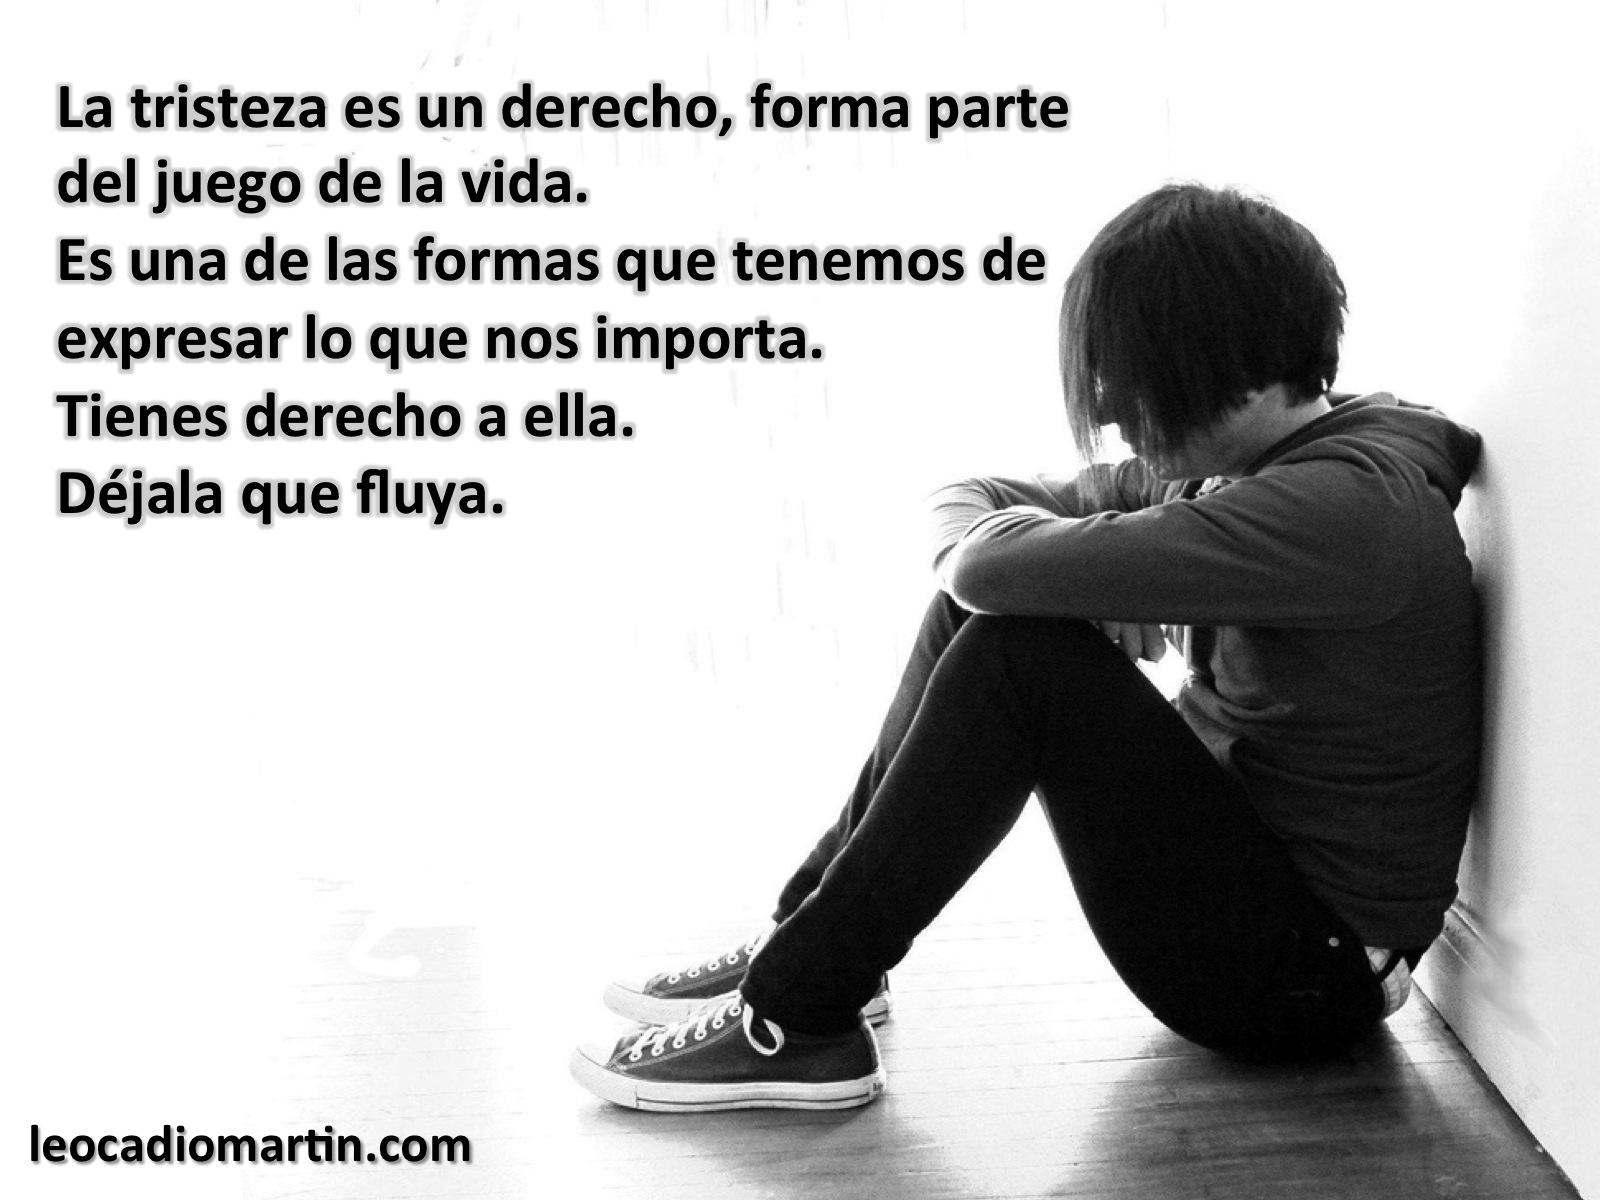 La tristeza es un derecho, forma parte
del juego de la vida.
Es una de las formas que tenemos de
expresar lo que nos importa.
Tienes derecho a ella.
Déjala que fluya.
leocadiomartin.com